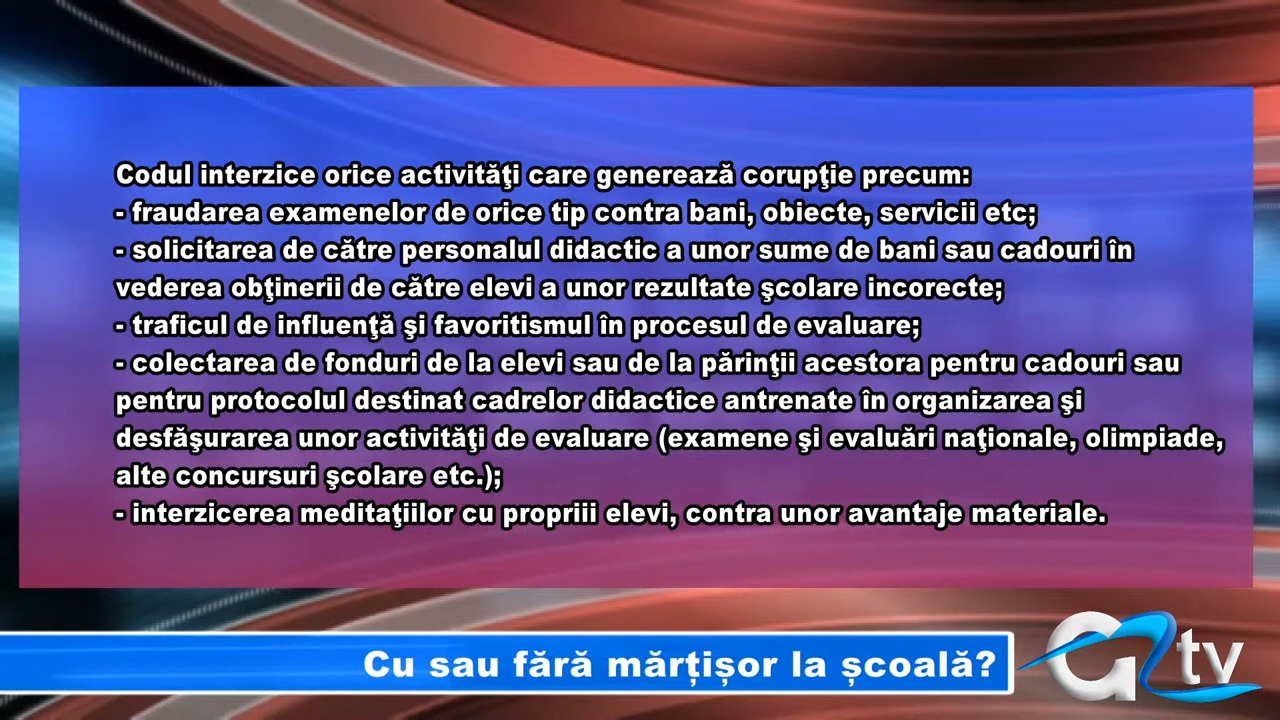 Codul interzice orice activităţi care generează corupţie precum:
- fraudarea examenelor de orice tip contra bani, obiecte, servicii etc;
- solicitarea de către personalul didactic a unor sume de bani sau cadouri în
vederea obţinerii de către elevi a unor rezultate şcolare incorecte;
- traficul de influenţă şi favoritismul în procesul de evaluare;
- colectarea de fonduri de la elevi sau de la părinţii acestora pentru cadouri sau
pentru protocolul destinat cadrelor didactice antrenate în organizarea şi
desfăşurarea unor activităţi de evaluare (examene şi evaluări naţionale, olimpiade,
alte concursuri şcolare etc.);
- interzicerea meditaţiilor cu propriii elevi, contra unor avantaje materiale.
Cu sau fără mărțișor la școală?
a2tv